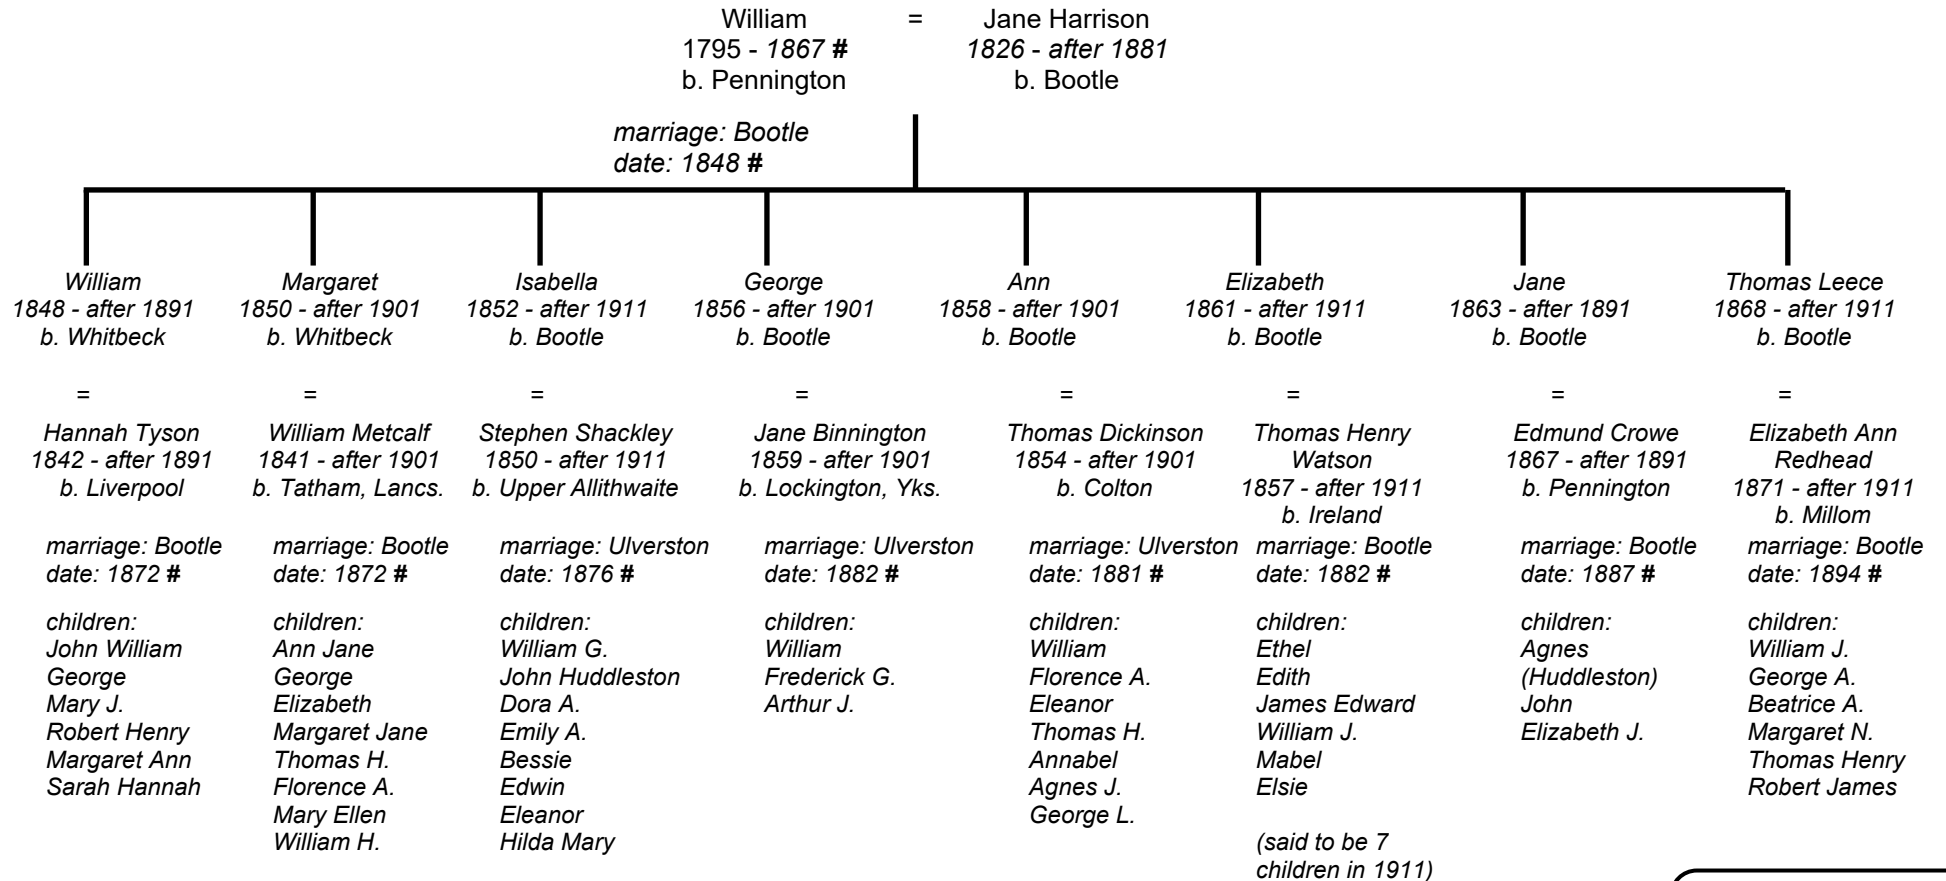 William = Jane Harrison
1795 - 1867 # 1826 - after 1881
b. Pennington b. Bootle
marriage: Bootle
date: 1848 #
William
1848 - after 1891
b. Whitbeck
=
Hannah Tyson
1842 - after 1891
b. Liverpool
marriage: Bootle
date: 1872 #
children:
John William
George
Mary J.
Robert Henry
Margaret Ann
Sarah Hannah
Margaret
1850 - after 1901
b. Whitbeck
=
William Metcalf
1841 - after 1901
b. Tatham, Lancs.
marriage: Bootle
date: 1872 #
children:
Ann Jane
George
Elizabeth
Margaret Jane
Thomas H.
Florence A.
Mary Ellen
William H.
Isabella
1852 - after 1911
b. Bootle
=
Stephen Shackley
1850 - after 1911
b. Upper Allithwaite
marriage: Ulverston
date: 1876 #
children:
William G.
John Huddleston
Dora A.
Emily A.
Bessie
Edwin
Eleanor
Hilda Mary
George
1856 - after 1901
b. Bootle
=
Jane Binnington
1859 - after 1901
b. Lockington, Yks.
marriage: Ulverston
date: 1882 #
children:
William
Frederick G.
Arthur J.
Ann
1858 - after 1901
b. Bootle
=
Thomas Dickinson
1854 - after 1901
b. Colton
marriage: Ulverston
date: 1881 #
children:
William
Florence A.
Eleanor
Thomas H.
Annabel
Agnes J.
George L.
Elizabeth
1861 - after 1911
b. Bootle
=
Thomas Henry
Watson
1857 - after 1911
b. Ireland
marriage: Bootle
date: 1882 #
children:
Ethel
Edith
James Edward
William J.
Mabel
Elsie
(said to be 7
children in 1911)
Jane
1863 - after 1891
b. Bootle
=
Edmund Crowe
1867 - after 1891
b. Pennington
marriage: Bootle
date: 1887 #
children:
Agnes
(Huddleston)
John
Elizabeth J.
Thomas Leece
1868 - after 1911
b. Bootle
=
Elizabeth Ann
Redhead
1871 - after 1911
b. Millom
marriage: Bootle
date: 1894 #
children:
William J.
George A.
Beatrice A.
Margaret N.
Thomas Henry
Robert James